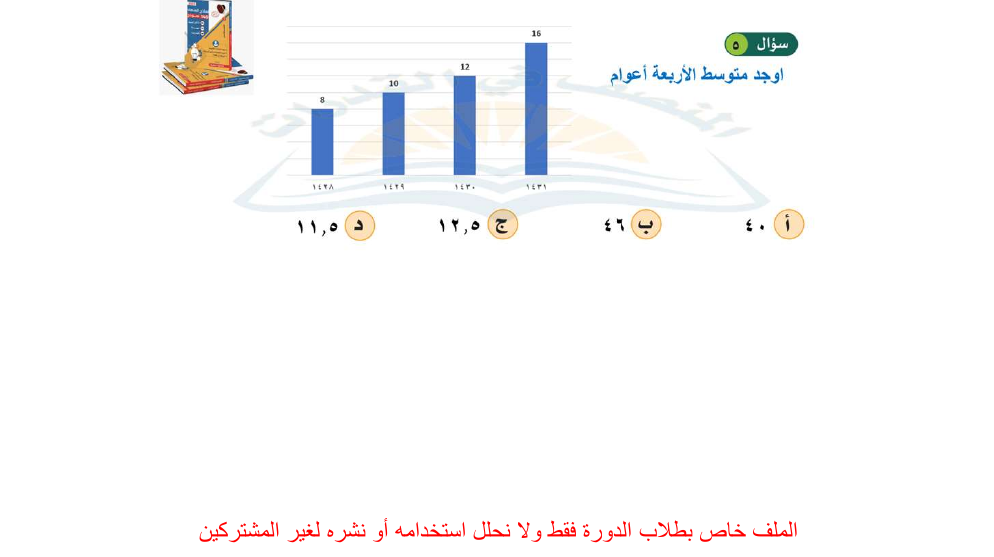 سؤال ٥
اوجد متوسط الأربعة أعوام
16
12
10
8
١٤٢٨ ١٤٢٩ ١٤٣٠ ١٤٣١
أ ٤٠ ب ٤٦ ج ١٢,٥ د ١١,٥
الملف خاص بطلاب الدورة فقط ولا نحلل استخدامه أو نشره لغير المشتركين